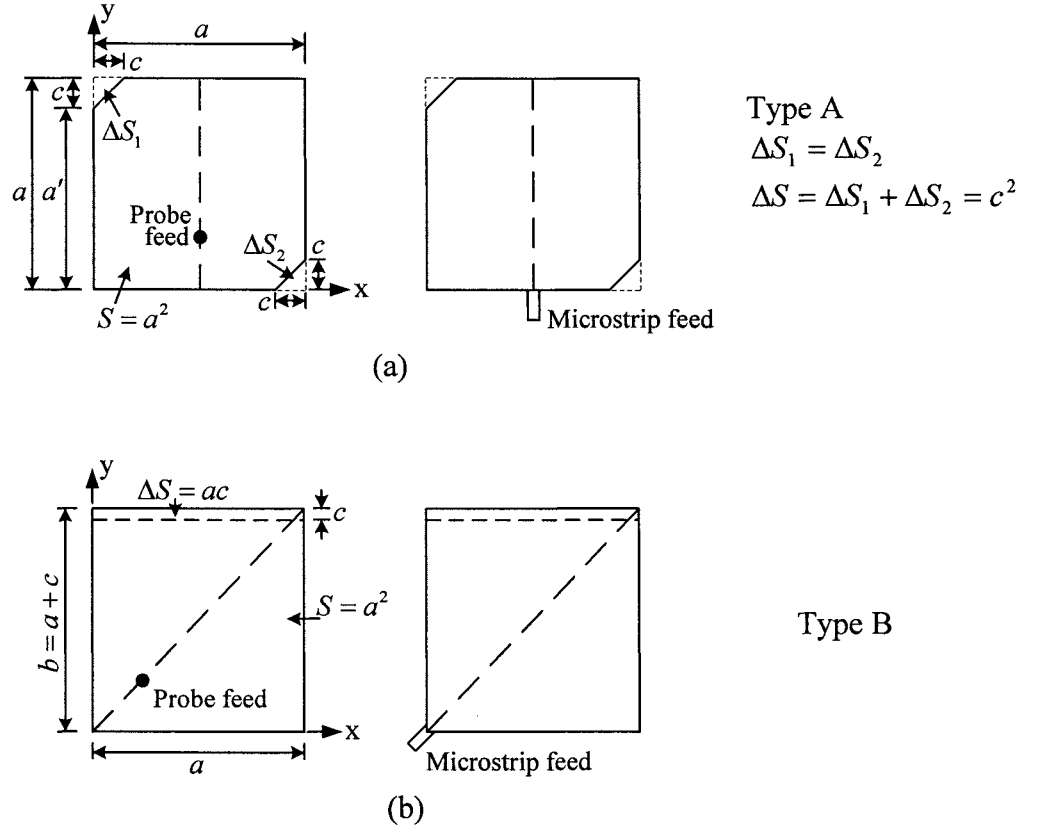 y
a
c
c
ΔS₁
a
a′
Probe
feed
ΔS₂
c
c
x
S = a²
Microstrip feed
Type A
ΔS₁ = ΔS₂
ΔS = ΔS₁ + ΔS₂ = c²
(a)
y
ΔS = ac
c
b = a + c
S = a²
Probe feed
x
a
Microstrip feed
Type B
(b)